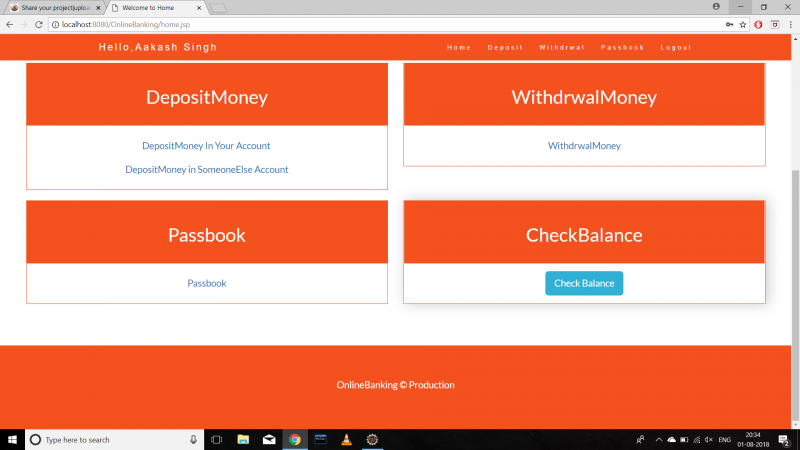 Share your project|uploa
Welcome to Home
localhost:8080/OnlineBanking/home.jsp
Hello,Aakash Singh
Home Deposit Withdrwal Passbook Logout
DepositMoney
WithdrwalMoney
DepositMoney In Your Account
WithdrwalMoney
DepositMoney in SomeoneElse Account
Passbook
CheckBalance
Passbook
Check Balance
OnlineBanking © Production
Type here to search
ENG
20:34
01-08-2018
2